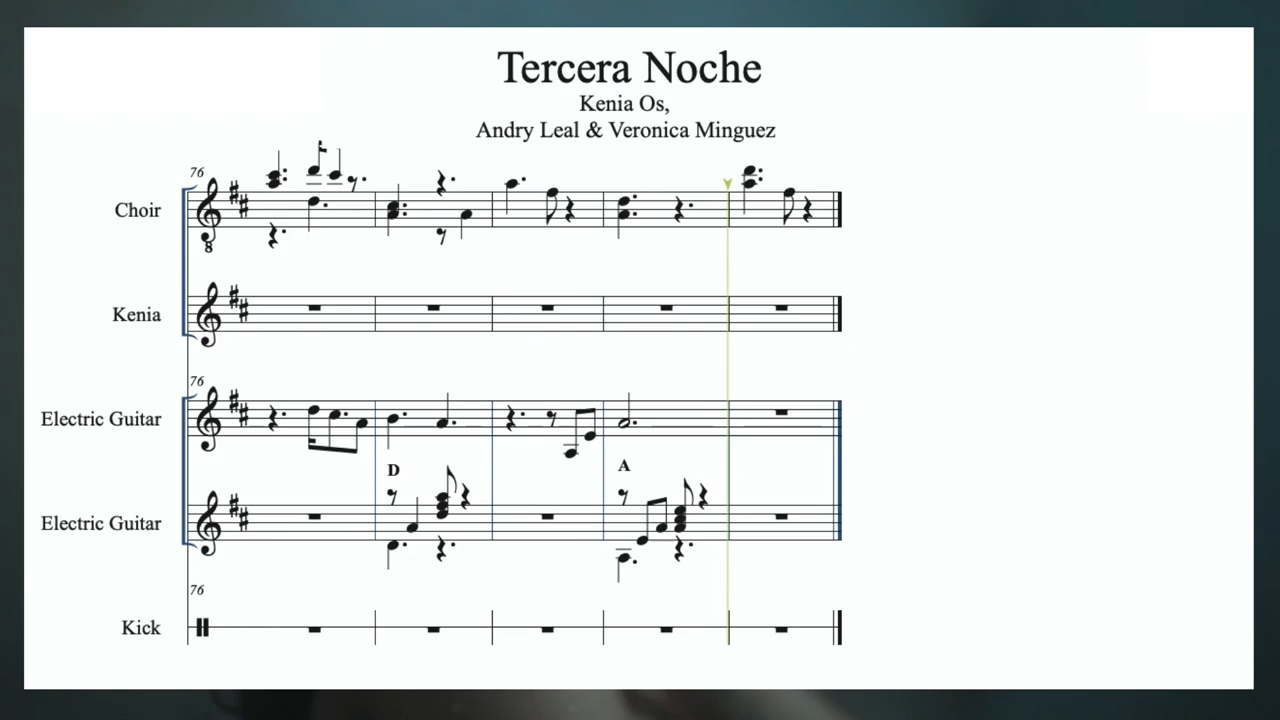 Tercera Noche
Kenia Os,
Andry Leal & Veronica Minguez
76
Choir
8
Kenia
76
Electric Guitar
D
A
Electric Guitar
76
Kick